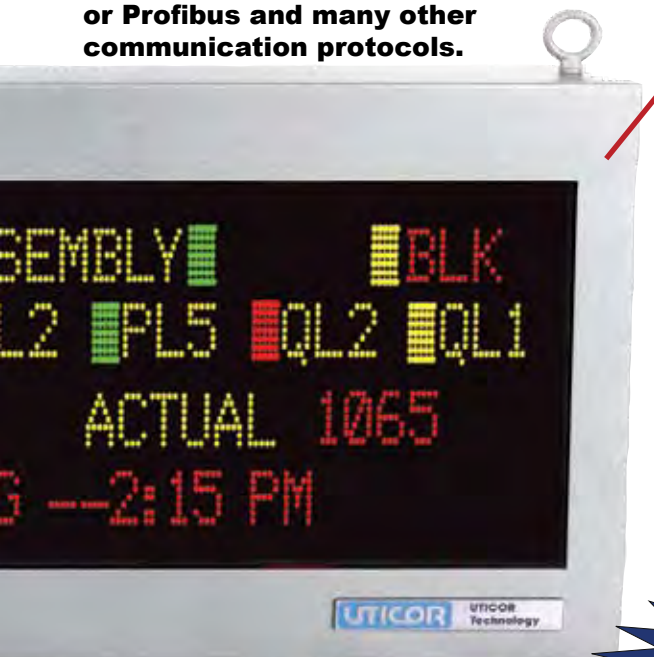 or Profibus and many other
communication protocols.
SEMBLY BLK
L2 PL5 QL2 QL1
ACTUAL 1065
G --2:15 PM
UTICOR UTICOR
Technology